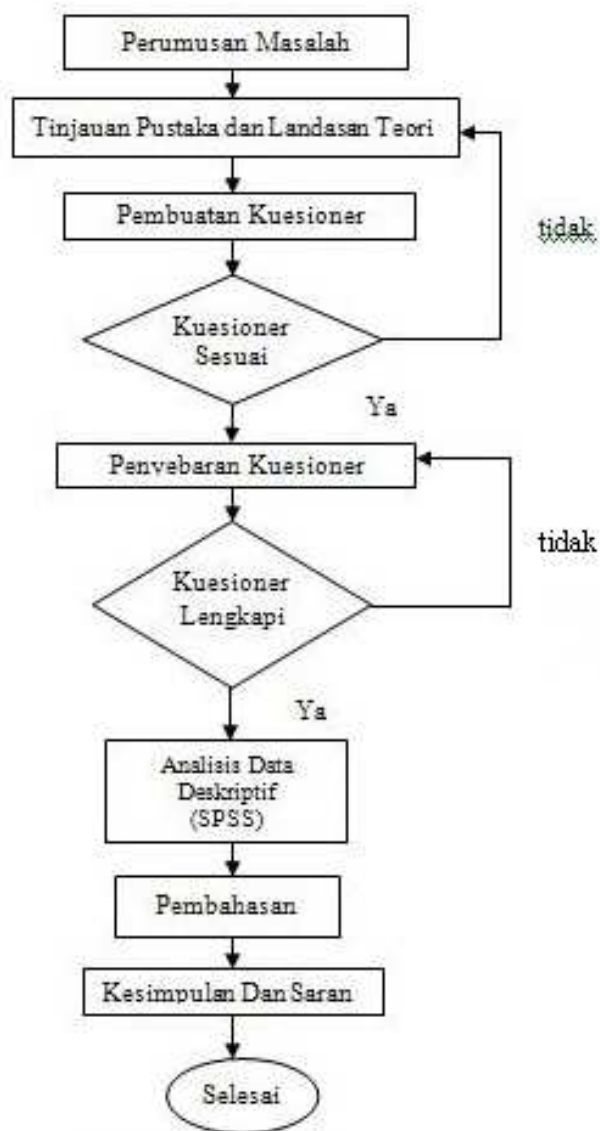 Perumusan Masalah
Tinjauan Pustaka dan Landasan Teori
Pembuatan Kuesioner
tidak
Kuesioner
Sesuai
Ya
Penyebaran Kuesioner
tidak
Kuesioner
Lengkapi
Ya
Analisis Data
Deskriptif
(SPSS)
Pembahasan
Kesimpulan Dan Saran
Selesai